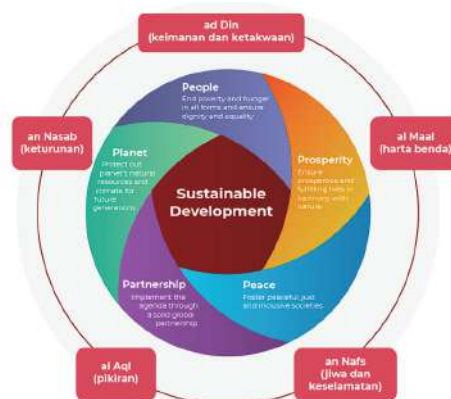 ad Din
(keimanan dan ketakwaan)
an Nasab
(keturunan)
al Maal
(harta benda)
People
End poverty and hunger
in all forms and ensure
dignity and equality
Planet
Protect our
planet's natural
resources and
climate for
future
generations
Prosperity
Ensure
prosperous and
fulfilling lives in
harmony with
nature
Sustainable
Development
Partnership
Implement the
agenda through
a solid global
partnership
Peace
Foster peaceful, just
and inclusive societies
al Aql
(pikiran)
an Nafs
(jiwa dan
keselamatan)